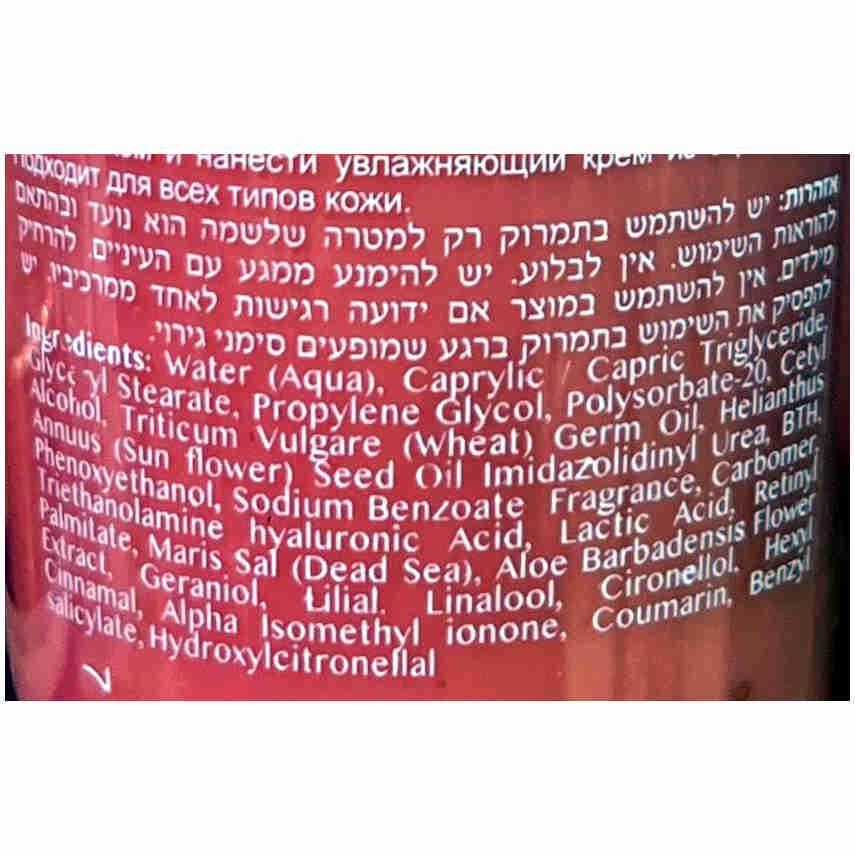 и нанести увлажняющий крем
подходит для всех типов кожи.
אזהרות: יש להשתמש בתמרוק רק למטרה שלשמה הוא נועד ובהתאם
להוראות השימוש. אין לבלוע. יש להימנע ממגע עם העיניים. להרחיק
מילדים. אין להשתמש במוצר אם ידועה רגישות לאחד ממרכיביו. יש
להפסיק את השימוש בתמרוק ברגע שמופעים סימני גירוי.
Ingredients: Water (Aqua), Caprylic / Capric Triglyceride,
Glyceryl Stearate, Propylene Glycol, Polysorbate-20, Cetyl
Alcohol, Triticum Vulgare (Wheat) Germ Oil, Helianthus
Annuus (Sun flower) Seed Oil Imidazolidinyl Urea, BTH,
Phenoxyethanol, Sodium Benzoate Fragrance, Carbomer,
Triethanolamine hyaluronic Acid, Lactic Acid, Retinyl
Palmitate, Maris Sal (Dead Sea), Aloe Barbadensis Flower
Extract, Geraniol, Lilial. Linalool, Cironellol, Hexyl
Cinnamal, Alpha Isomethyl ionone, Coumarin, Benzyl
salicylate, Hydroxylcitronellal